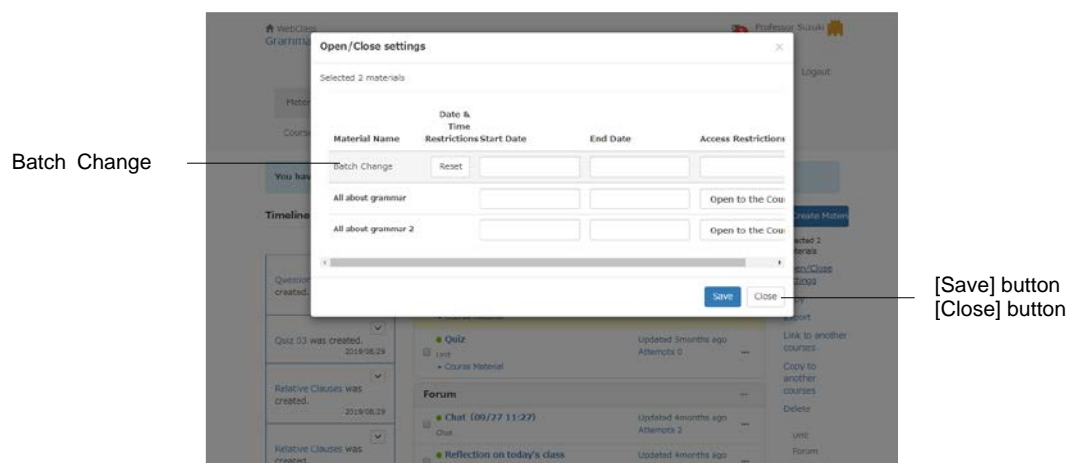 WebClass
Professor Suzuki
Gramma
Open/Close settings
×
Selected 2 materials
Logout
Date &
Time
Material Name
Restrictions
Start Date
End Date
Access Restrictions
Batch Change
Batch Change
Reset
You hav
All about grammar
Open to the Cou
Timeline
All about grammar 2
Open to the Cou
Save
Close
[Save] button
[Close] button
created.
Quiz 03 was created.
2019/08/29
Quiz
Unit
Course Material
Updated 5months ago
Attempts 0
Link to another
courses
Copy to
another
courses
Delete
Relative Clauses was
created.
2019/08/29
Forum
Chat (09/27 11:27)
Chat
Updated 4months ago
Attempts 2
Unit
Forum
Relative Clauses was
created.
Reflection on today's class
Updated 4months ago